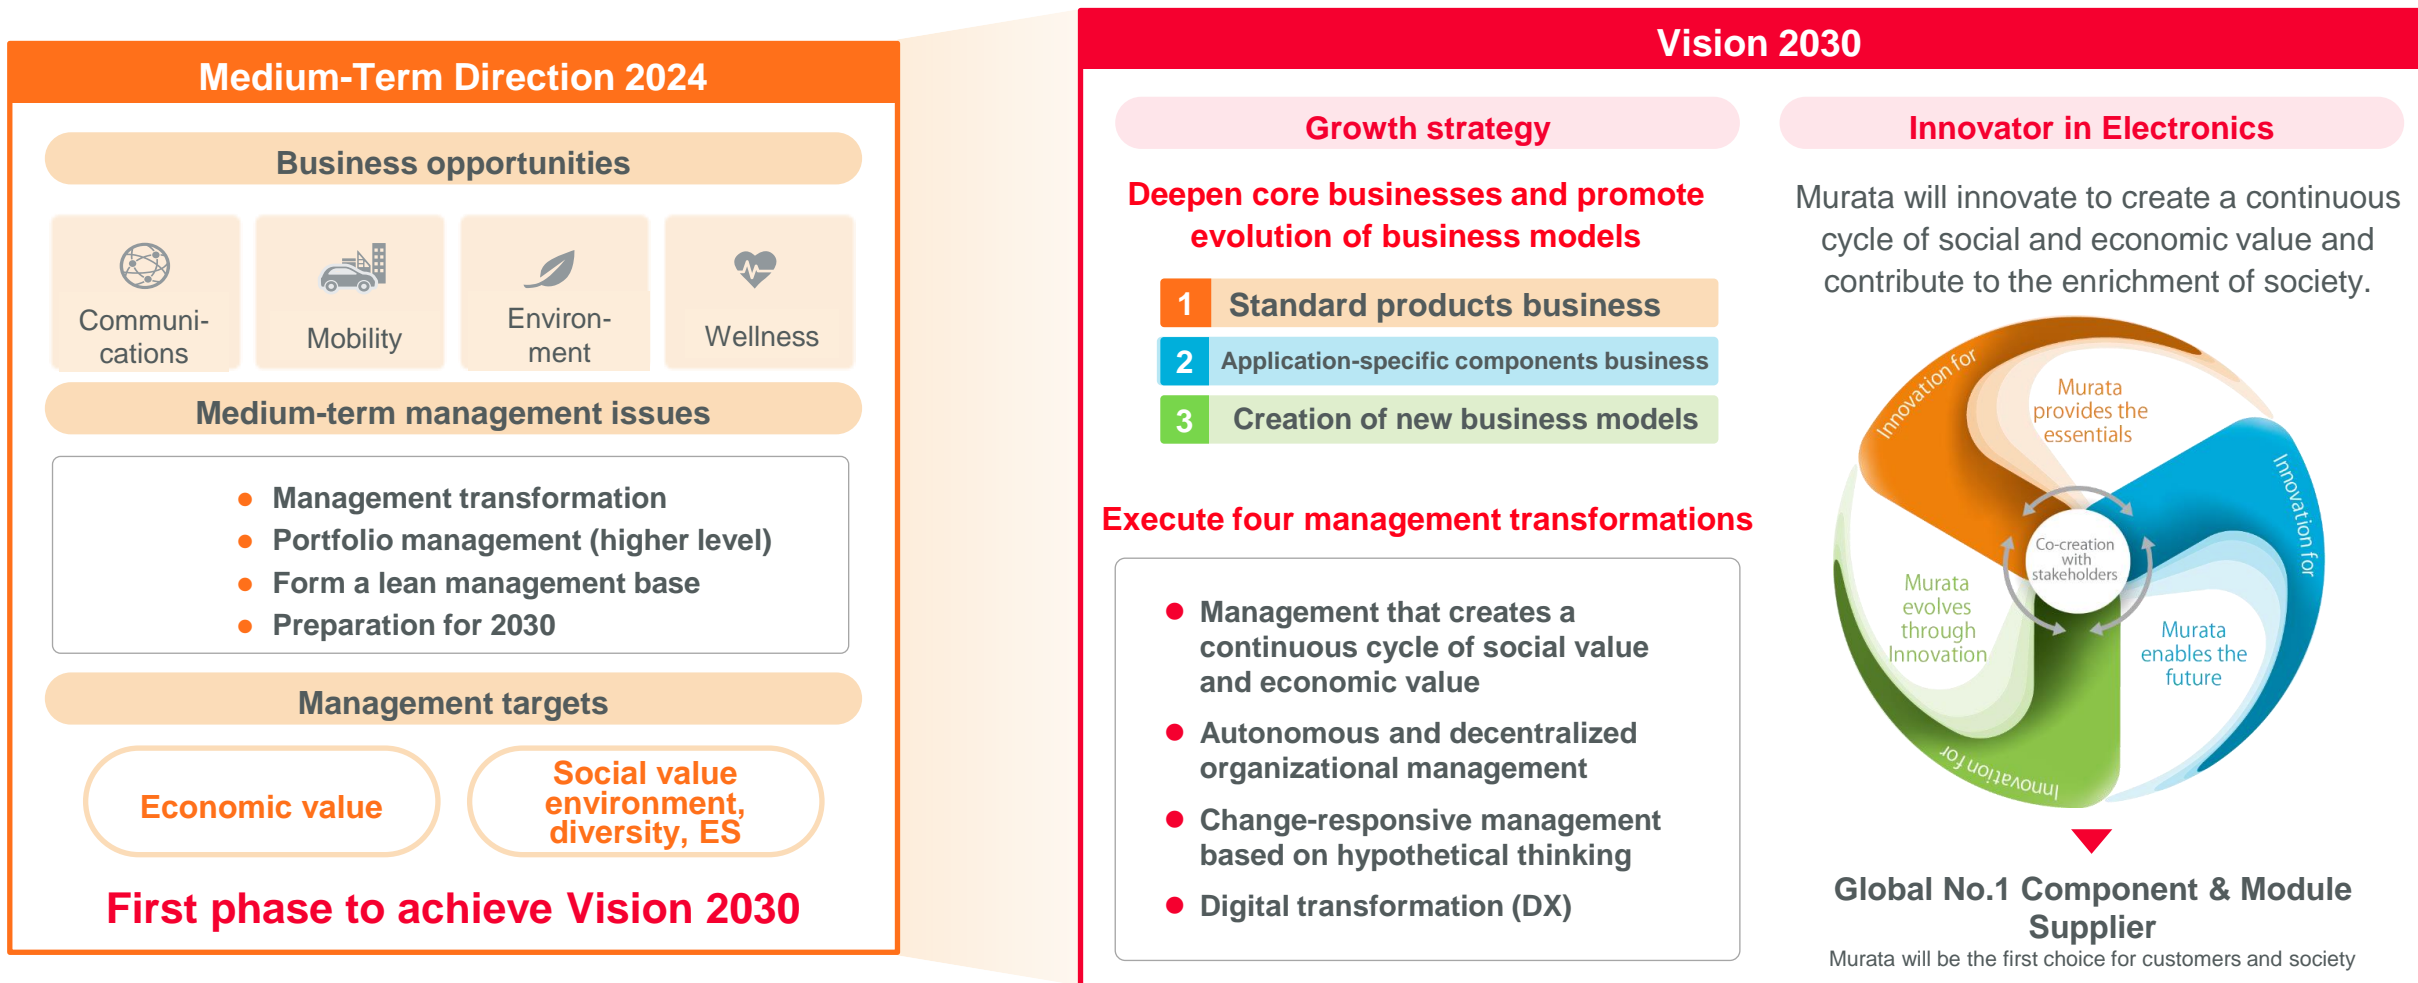 Medium-Term Direction 2024
Business opportunities
Communi-
cations
Mobility
Environ-
ment
Wellness
Medium-term management issues
● Management transformation
● Portfolio management (higher level)
● Form a lean management base
● Preparation for 2030
Management targets
Economic value
Social value
environment,
diversity, ES
First phase to achieve Vision 2030
Vision 2030
Growth strategy
Deepen core businesses and promote
evolution of business models
1 Standard products business
2 Application-specific components business
3 Creation of new business models
Execute four management transformations
● Management that creates a
continuous cycle of social value
and economic value
● Autonomous and decentralized
organizational management
● Change-responsive management
based on hypothetical thinking
● Digital transformation (DX)
Innovator in Electronics
Murata will innovate to create a continuous
cycle of social and economic value and
contribute to the enrichment of society.
Innovation for
Murata
provides the
essentials
Innovation for
Co-creation
with
stakeholders
Murata
evolves
through
Innovation
Murata
enables the
future
Innovation for
Global No.1 Component & Module
Supplier
Murata will be the first choice for customers and society